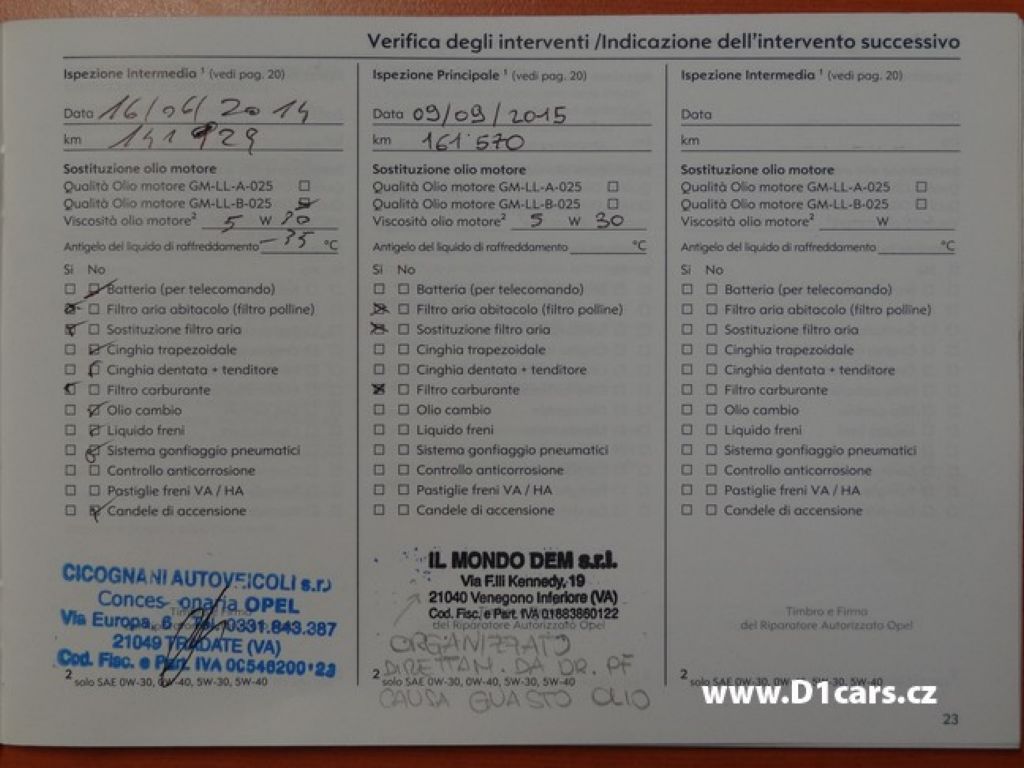 Verifica degli interventi /Indicazione dell'intervento successivo
Ispezione Intermedia ¹ (vedi pag. 20)
Data 16/06/2014
km 141929
Sostituzione olio motore
Qualità Olio motore GM-LL-A-025
Qualità Olio motore GM-LL-B-025
Viscosità olio motore² 5 W 30
Antigelo del liquido di raffreddamento -35 °C
Si No
Batteria (per telecomando)
Filtro aria abitacolo (filtro polline)
Sostituzione filtro aria
Cinghia trapezoidale
Cinghia dentata + tenditore
Filtro carburante
Olio cambio
Liquido freni
Sistema gonfiaggio pneumatici
Controllo anticorrosione
Pastiglie freni VA / HA
Candele di accensione
CICOGNANI AUTOVEICOLI s.r.l
Conces onaria OPEL
Via Europa, 6 Tel. 0331.843.387
21049 TRADATE (VA)
Cod. Fisc. e Part. IVA
² solo SAE 0W-30, 0W-40, 5W-30, 5W-40
Ispezione Principale ¹ (vedi pag. 20)
Data 09/09/2015
km 161570
Sostituzione olio motore
Qualità Olio motore GM-LL-A-025
Qualità Olio motore GM-LL-B-025
Viscosità olio motore² 5 W 30
Antigelo del liquido di raffreddamento °C
Si No
Batteria (per telecomando)
Filtro aria abitacolo (filtro polline)
Sostituzione filtro aria
Cinghia trapezoidale
Cinghia dentata + tenditore
Filtro carburante
Olio cambio
Liquido freni
Sistema gonfiaggio pneumatici
Controllo anticorrosione
Pastiglie freni VA / HA
Candele di accensione
IL MONDO DEM s.r.l.
Via F.lli Kennedy, 19
21040 Venegono Inferiore (VA)
Cod. Fisc. e Part. IVA 01883860122
del Riparatore Autorizzato Opel
ORGANIZZATO
DIRETTAM. DA DR. PF
CAUSA GUASTO OLIO
² solo SAE 0W-30, 0W-40, 5W-30, 5W-40
Ispezione Intermedia ¹ (vedi pag. 20)
Data
km
Sostituzione olio motore
Qualità Olio motore GM-LL-A-025
Qualità Olio motore GM-LL-B-025
Viscosità olio motore² W
Antigelo del liquido di raffreddamento °C
Si No
Batteria (per telecomando)
Filtro aria abitacolo (filtro polline)
Sostituzione filtro aria
Cinghia trapezoidale
Cinghia dentata + tenditore
Filtro carburante
Olio cambio
Liquido freni
Sistema gonfiaggio pneumatici
Controllo anticorrosione
Pastiglie freni VA / HA
Candele di accensione
Timbro e Firma
del Riparatore Autorizzato Opel
² solo SAE 0W-30, 0W-40, 5W-30, 5W-40
www.D1cars.cz
23